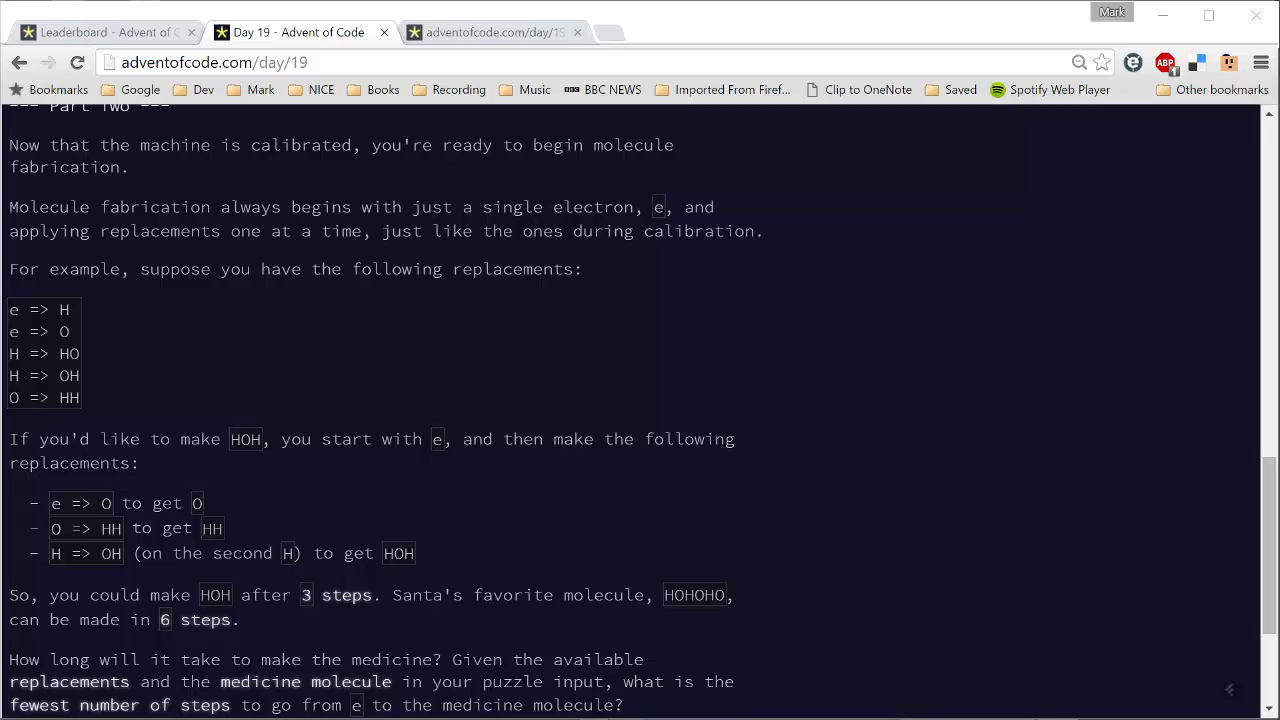 Mark
Leaderboard - Advent of C
Day 19 - Advent of Code
adventofcode.com/day/19
adventofcode.com/day/19
ABP
1
Bookmarks Google Dev Mark NICE Books Recording Music BBC NEWS Imported From Firef... Clip to OneNote Saved Spotify Web Player Other bookmarks
--- Part Two ---
Now that the machine is calibrated, you're ready to begin molecule
fabrication.
Molecule fabrication always begins with just a single electron, e, and
applying replacements one at a time, just like the ones during calibration.
For example, suppose you have the following replacements:
e => H
e => O
H => HO
H => OH
O => HH
If you'd like to make HOH, you start with e, and then make the following
replacements:
- e => O to get O
- O => HH to get HH
- H => OH (on the second H) to get HOH
So, you could make HOH after 3 steps. Santa's favorite molecule, HOHOHO,
can be made in 6 steps.
How long will it take to make the medicine? Given the available
replacements and the medicine molecule in your puzzle input, what is the
fewest number of steps to go from e to the medicine molecule?